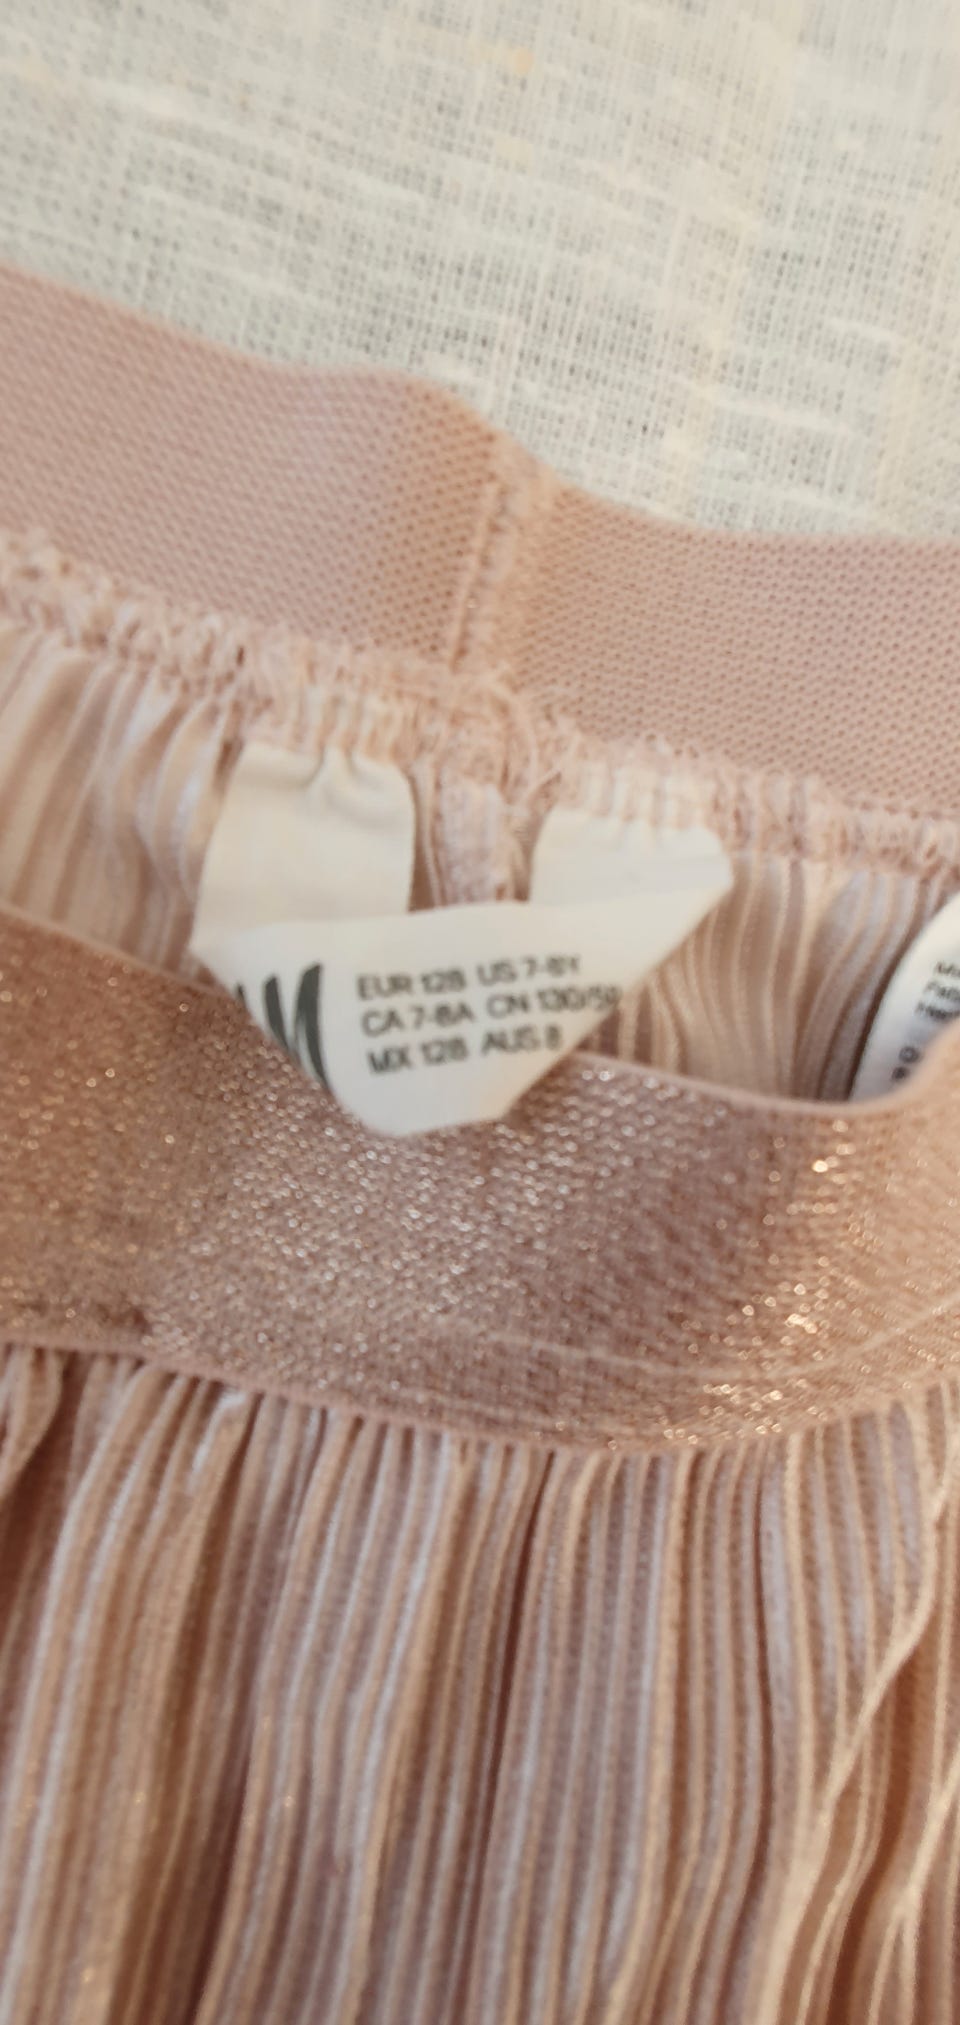 EUR 128 US 7-8Y
CA 7-8A CN 130/59
MX 128 AUS 8